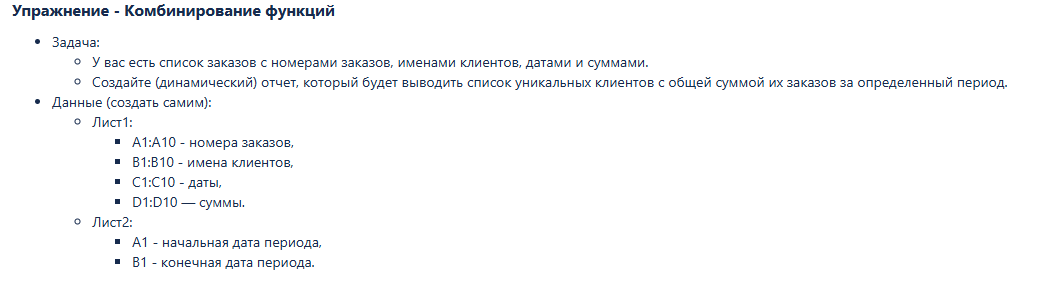 Упражнение - Комбинирование функций
Задача:
У вас есть список заказов с номерами заказов, именами клиентов, датами и суммами.
Создайте (динамический) отчет, который будет выводить список уникальных клиентов с общей суммой их заказов за определенный период.
Данные (создать самим):
Лист1:
A1:A10 - номера заказов,
B1:B10 - имена клиентов,
C1:C10 - даты,
D1:D10 — суммы.
Лист2:
A1 - начальная дата периода,
B1 - конечная дата периода.